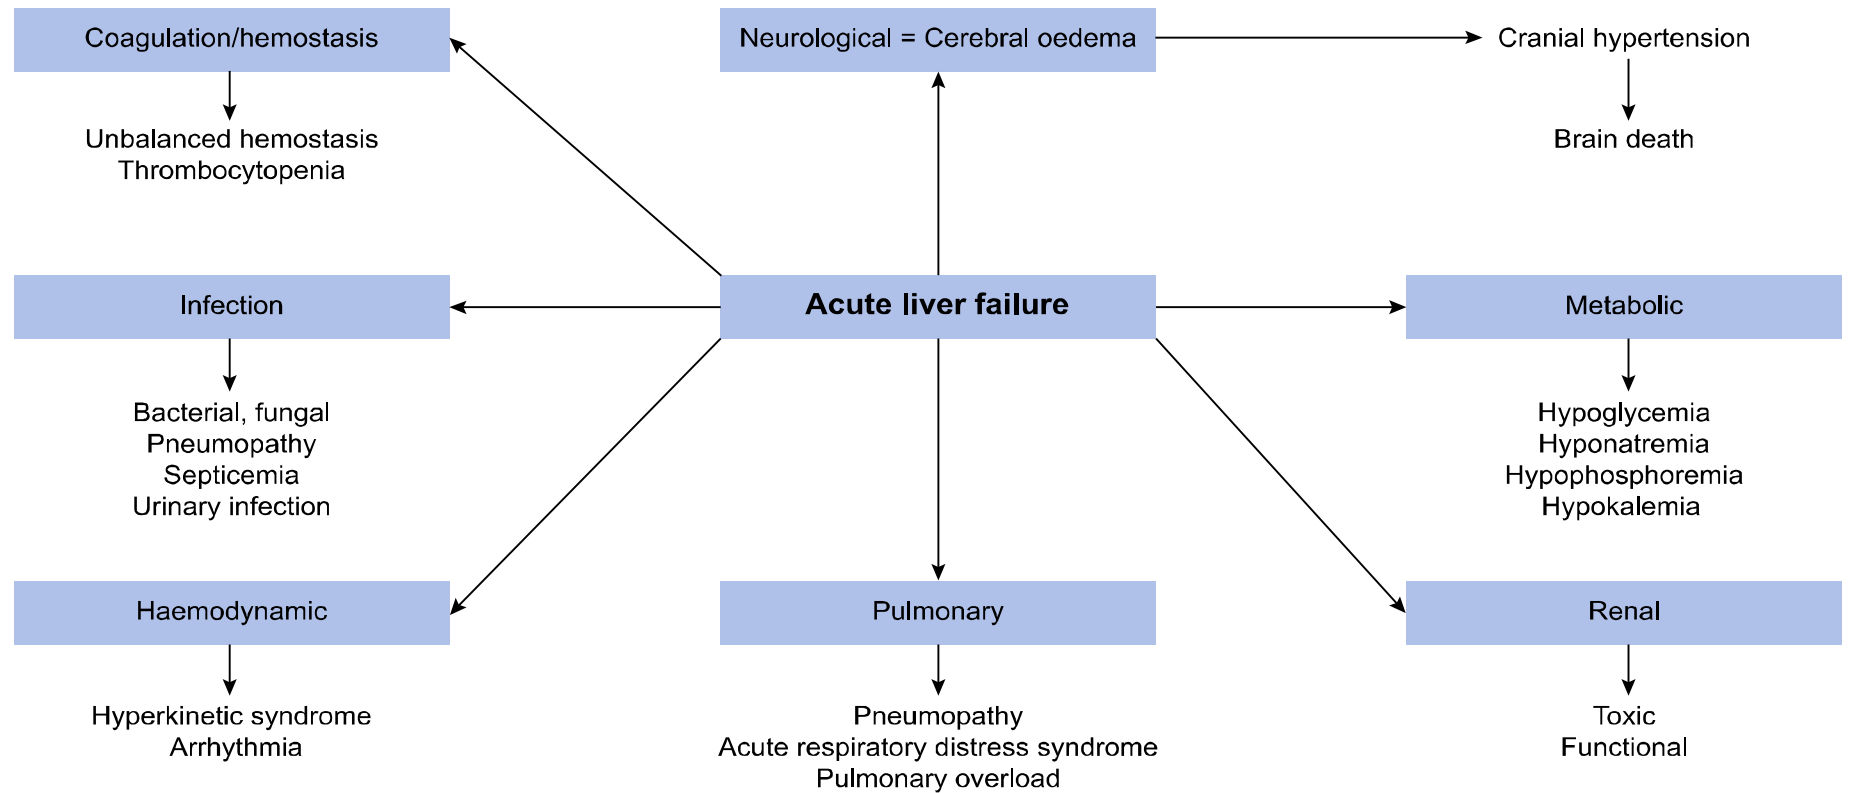 Coagulation/hemostasis
Neurological = Cerebral oedema
Cranial hypertension
Unbalanced hemostasis
Thrombocytopenia
Brain death
Infection
Acute liver failure
Metabolic
Bacterial, fungal
Pneumopathy
Septicemia
Urinary infection
Hypoglycemia
Hyponatremia
Hypophosphoremia
Hypokalemia
Haemodynamic
Pulmonary
Renal
Hyperkinetic syndrome
Arrhythmia
Pneumopathy
Acute respiratory distress syndrome
Pulmonary overload
Toxic
Functional